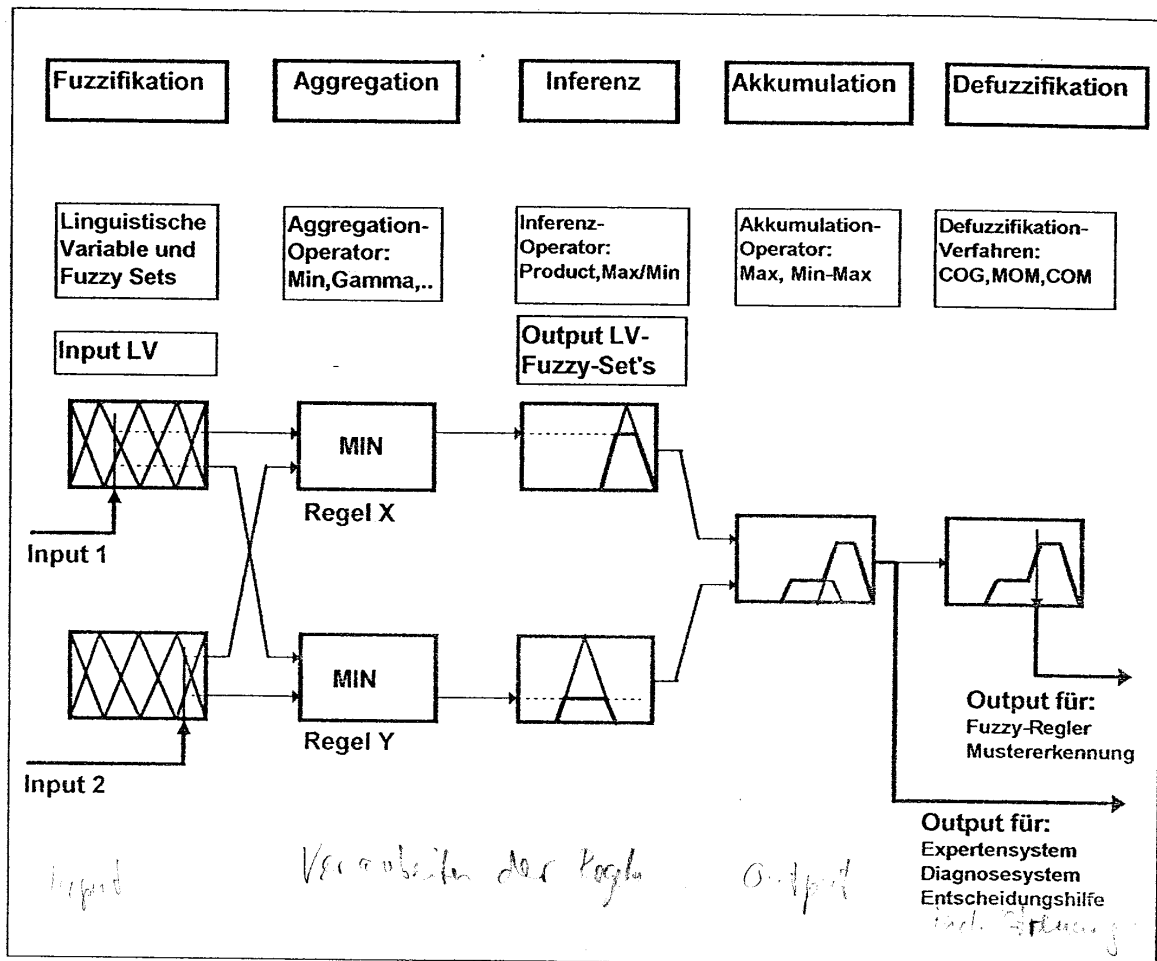 Fuzzifikation
Aggregation
Inferenz
Akkumulation
Defuzzifikation
Linguistische
Variable und
Fuzzy Sets
Aggregation-
Operator:
Min,Gamma,..
Inferenz-
Operator:
Product,Max/Min
Akkumulation-
Operator:
Max, Min-Max
Defuzzifikation-
Verfahren:
COG,MOM,COM
Input LV
Output LV-
Fuzzy-Set's
MIN
Regel X
Input 1
MIN
Regel Y
Input 2
Output für:
Fuzzy-Regler
Mustererkennung
Output für:
Expertensystem
Diagnosesystem
Entscheidungshilfe
Input
Verarbeiten der Regeln
Output